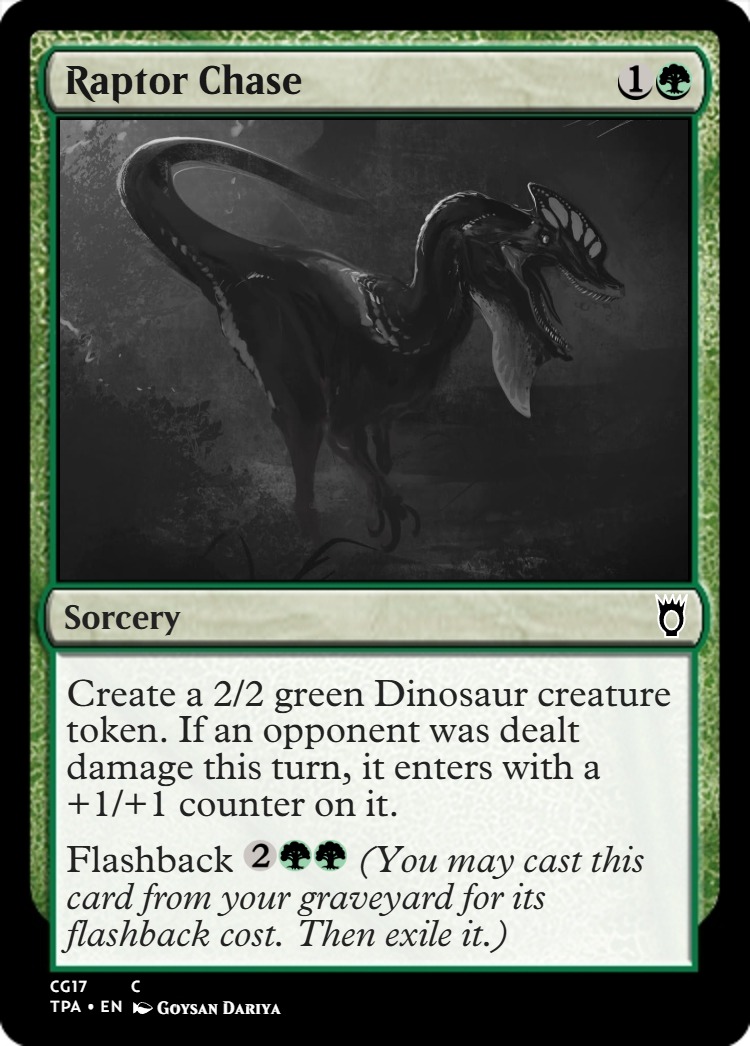 Raptor Chase 1
Sorcery
Create a 2/2 green Dinosaur creature
token. If an opponent was dealt
damage this turn, it enters with a
+1/+1 counter on it.
Flashback 2 (You may cast this
card from your graveyard for its
flashback cost. Then exile it.)
CG17 C
TPA • EN Goysan Dariya